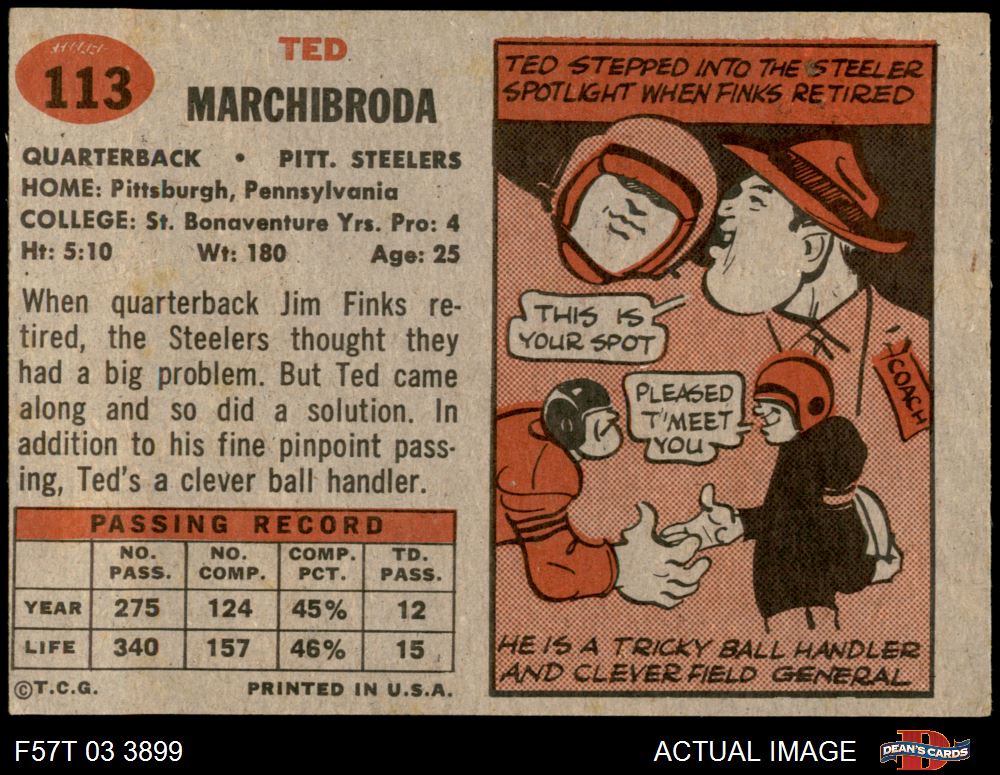 113
TED
MARCHIBRODA
QUARTERBACK • PITT. STEELERS
HOME: Pittsburgh, Pennsylvania
COLLEGE: St. Bonaventure Yrs. Pro: 4
Ht: 5:10 Wt: 180 Age: 25
When quarterback Jim Finks re-
tired, the Steelers thought they
had a big problem. But Ted came
along and so did a solution. In
addition to his fine pinpoint pass-
ing, Ted's a clever ball handler.
PASSING RECORD
NO. PASS. NO. COMP. COMP. PCT. TD. PASS.
YEAR 275 124 45% 12
LIFE 340 157 46% 15
©T.C.G. PRINTED IN U.S.A.
TED STEPPED INTO THE STEELER
SPOTLIGHT WHEN FINKS RETIRED
THIS IS
YOUR SPOT
COACH
PLEASED
T'MEET
YOU
HE IS A TRICKY BALL HANDLER
AND CLEVER FIELD GENERAL
F57T 03 3899
ACTUAL IMAGE
DEAN'S CARDS